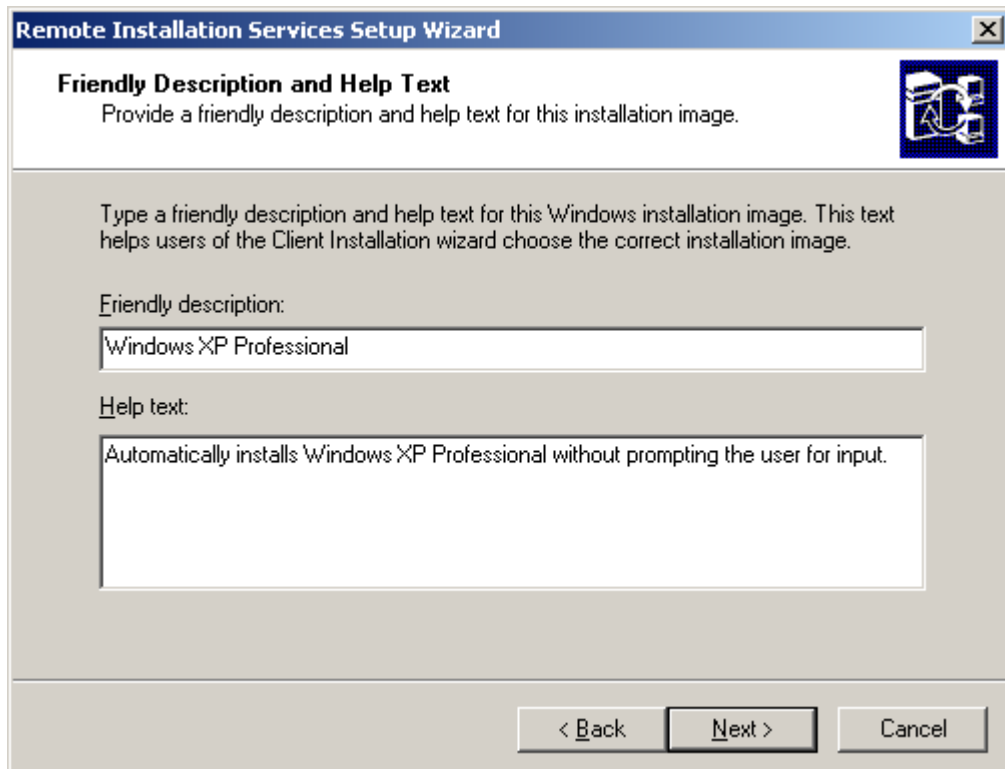 Remote Installation Services Setup Wizard
Friendly Description and Help Text
Provide a friendly description and help text for this installation image.
Type a friendly description and help text for this Windows installation image. This text
helps users of the Client Installation wizard choose the correct installation image.
Friendly description:
Windows XP Professional
Help text:
Automatically installs Windows XP Professional without prompting the user for input.
< Back Next > Cancel